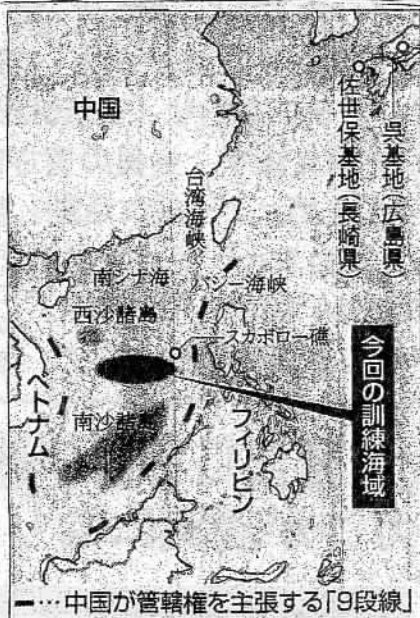 呉基地(広島県)
佐世保基地(長崎県)
中国
台湾海峡
南シナ海
バシー海峡
西沙諸島
スカボロー礁
今回の訓練海域
ベトナム
南沙諸島
フィリピン
…中国が管轄権を主張する「9段線」